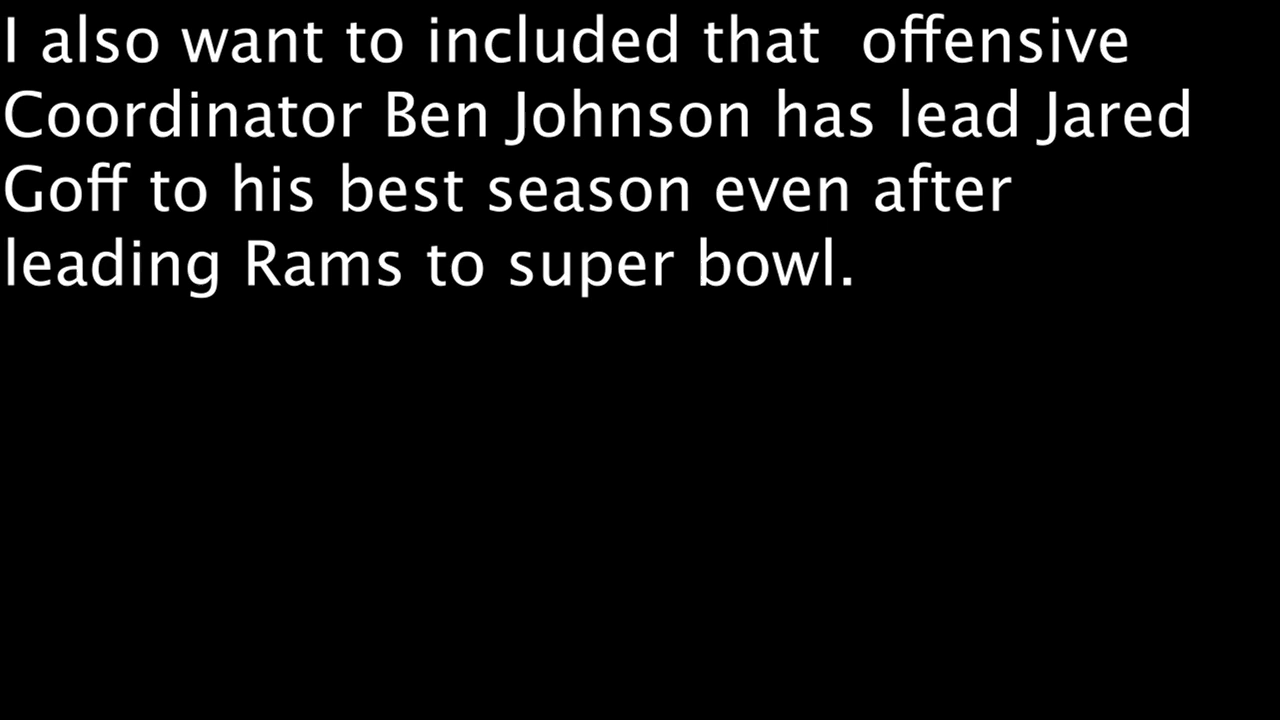 I also want to included that  offensive
Coordinator Ben Johnson has lead Jared
Goff to his best season even after
leading Rams to super bowl.